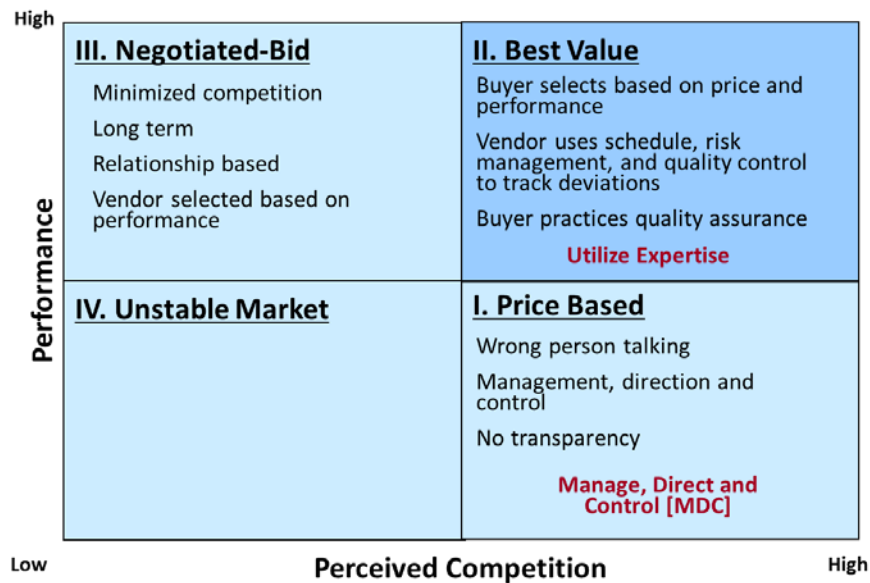 High
III. Negotiated-Bid
Minimized competition
Long term
Relationship based
Vendor selected based on
performance
II. Best Value
Buyer selects based on price and
performance
Vendor uses schedule, risk
management, and quality control
to track deviations
Buyer practices quality assurance
Utilize Expertise
Performance
IV. Unstable Market
I. Price Based
Wrong person talking
Management, direction and
control
No transparency
Manage, Direct and
Control [MDC]
Low
Perceived Competition
High